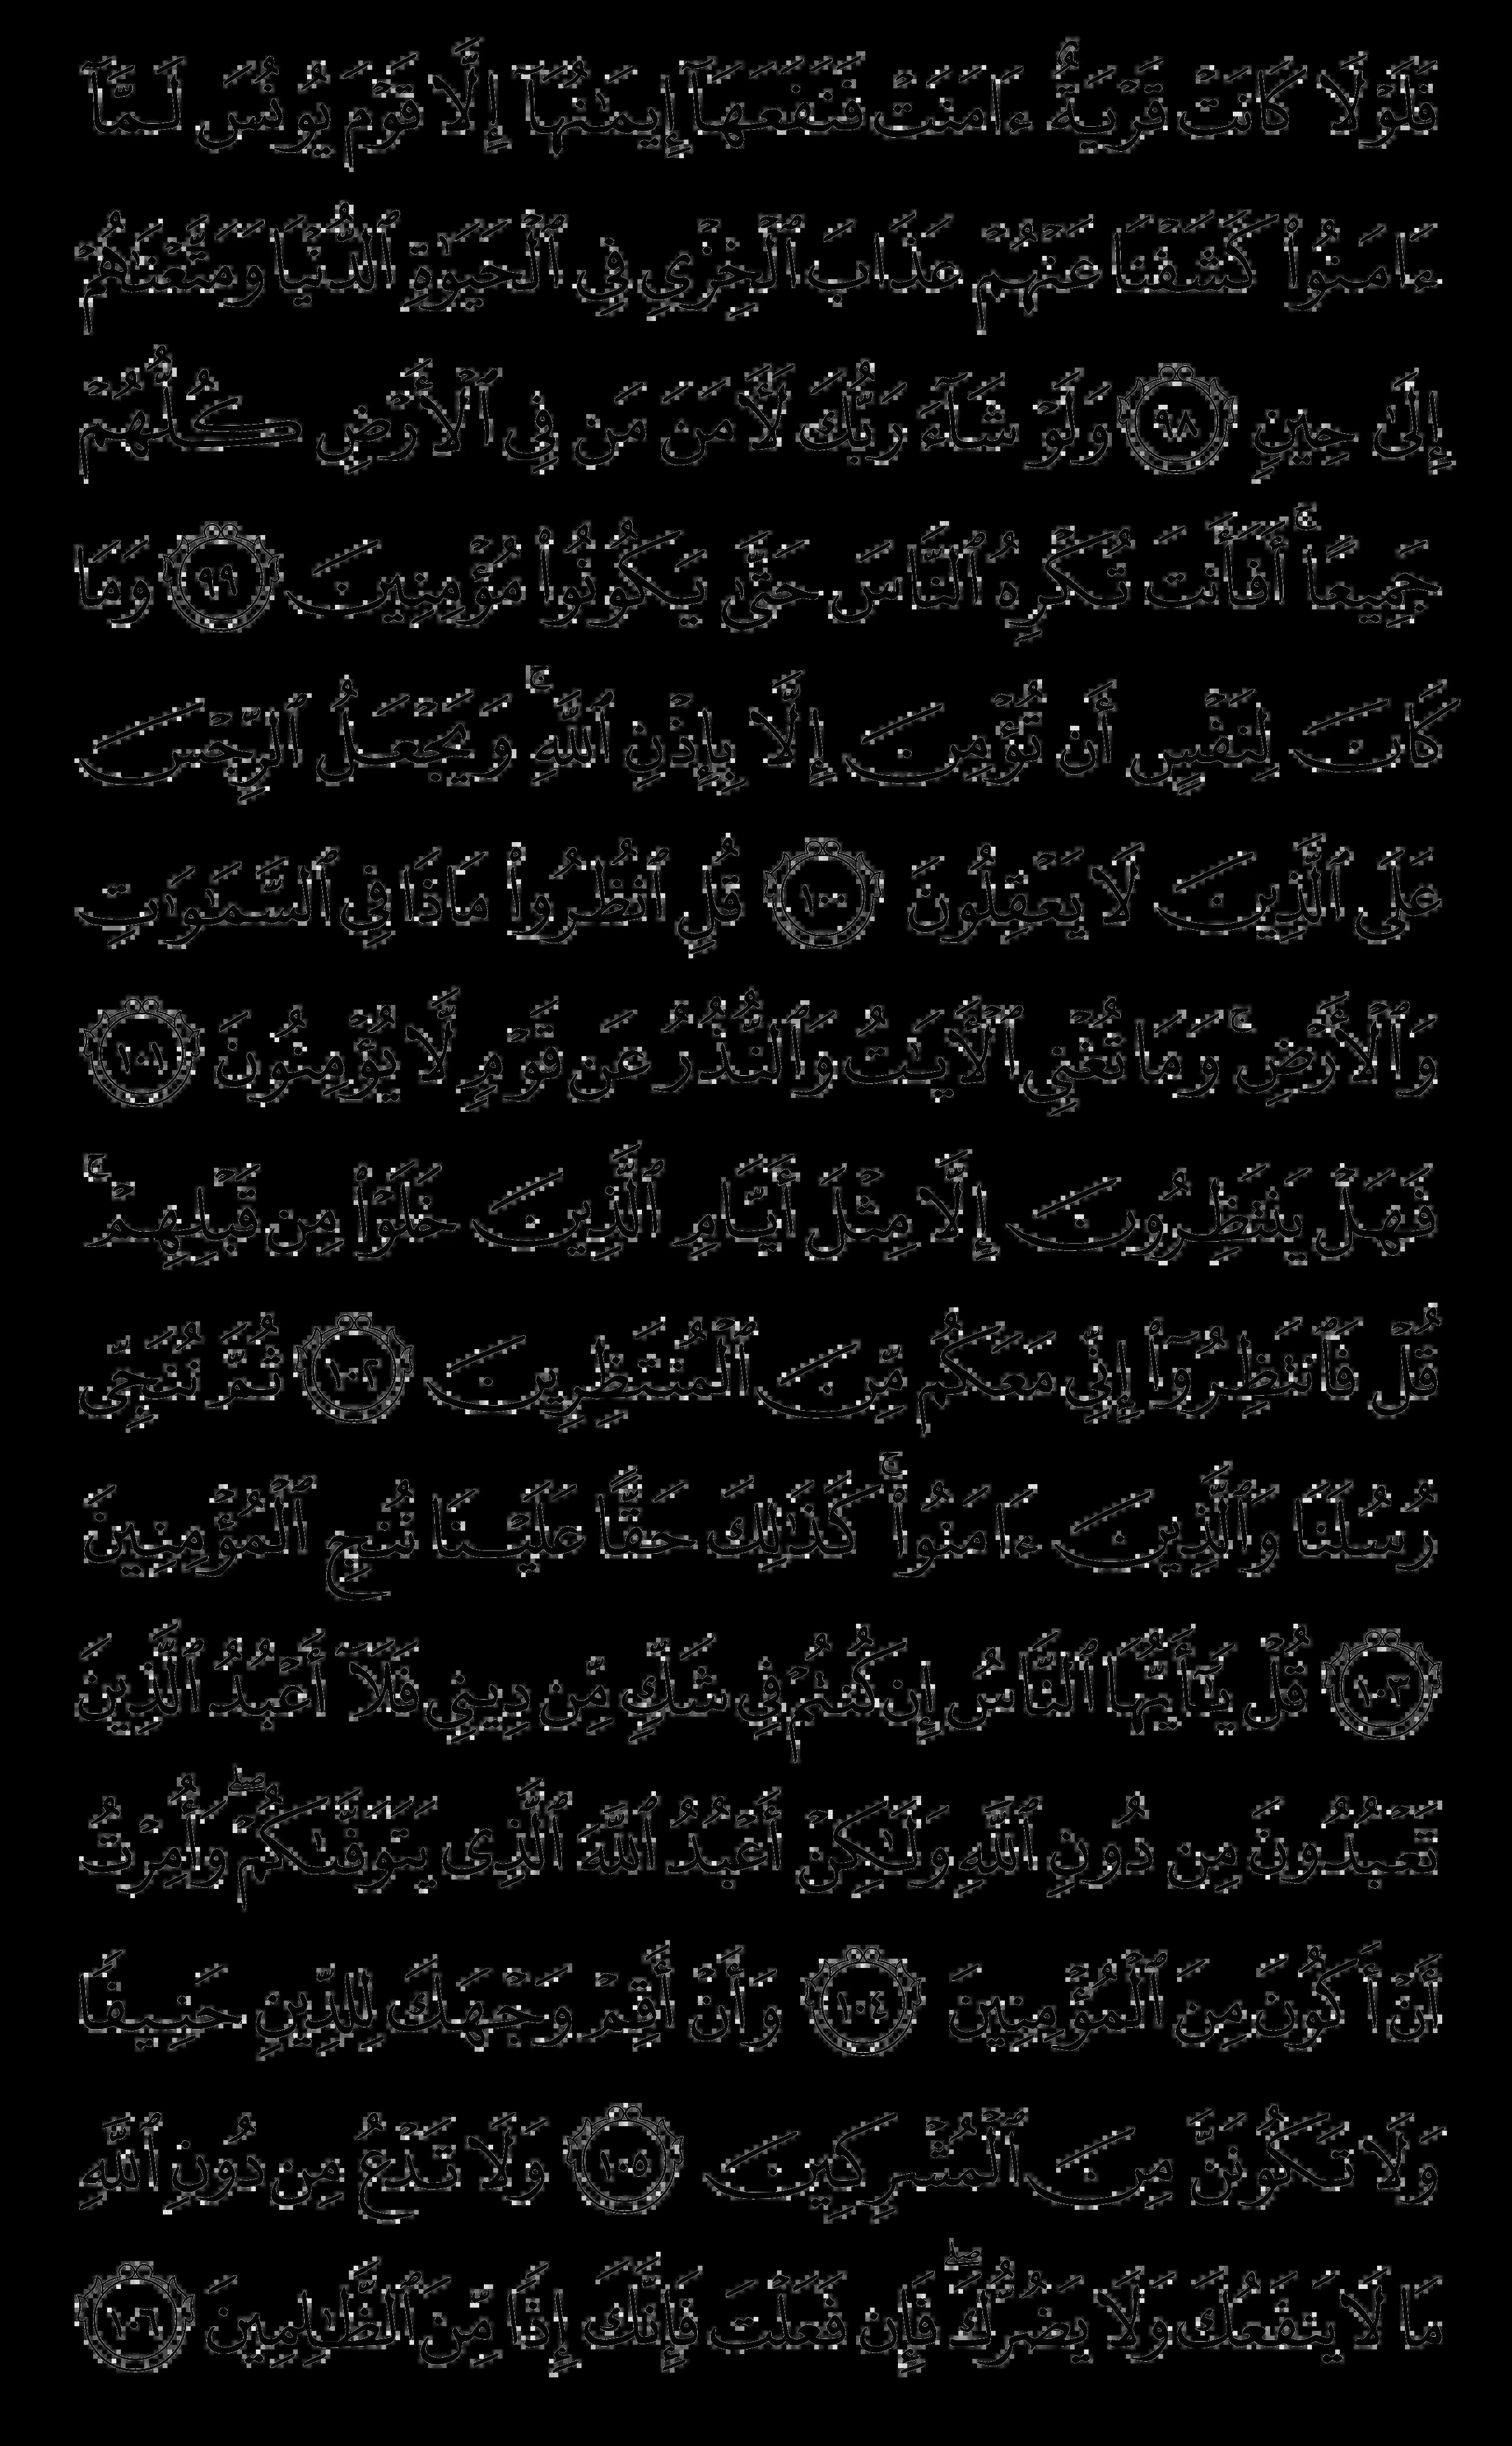 فَلَوْلَا كَانَتْ قَرْيَةٌ ءَامَنَتْ فَنَفَعَهَآ إِيمَـٰنُهَآ إِلَّا قَوْمَ يُونُسَ لَمَّآ
ءَامَنُوا۟ كَشَفْنَا عَنْهُمْ عَذَابَ ٱلْخِزْىِ فِى ٱلْحَيَوٰةِ ٱلدُّنْيَا وَمَتَّعْنَـٰهُمْ
إِلَىٰ حِينٍ ٩٨ وَلَوْ شَآءَ رَبُّكَ لَـَٔامَنَ مَن فِى ٱلْأَرْضِ كُلُّهُمْ
جَمِيعًا ۚ أَفَأَنتَ تُكْرِهُ ٱلنَّاسَ حَتَّىٰ يَكُونُوا۟ مُؤْمِنِينَ ٩٩ وَمَا
كَانَ لِنَفْسٍ أَن تُؤْمِنَ إِلَّا بِإِذْنِ ٱللَّهِ ۚ وَيَجْعَلُ ٱلرِّجْسَ
عَلَى ٱلَّذِينَ لَا يَعْقِلُونَ ١٠٠ قُلِ ٱنظُرُوا۟ مَاذَا فِى ٱلسَّمَـٰوَٰتِ
وَٱلْأَرْضِ ۚ وَمَا تُغْنِى ٱلْـَٔايَـٰتُ وَٱلنُّذُرُ عَن قَوْمٍ لَّا يُؤْمِنُونَ ١٠١
فَهَلْ يَنتَظِرُونَ إِلَّا مِثْلَ أَيَّامِ ٱلَّذِينَ خَلَوْا۟ مِن قَبْلِهِمْ ۚ
قُلْ فَٱنتَظِرُوٓا۟ إِنِّى مَعَكُم مِّنَ ٱلْمُنتَظِرِينَ ١٠٢ ثُمَّ نُنَجِّى
رُسُلَنَا وَٱلَّذِينَ ءَامَنُوا۟ ۚ كَذَٰلِكَ حَقًّا عَلَيْنَا نُنجِ ٱلْمُؤْمِنِينَ
١٠٣ قُلْ يَـٰٓأَيُّهَا ٱلنَّاسُ إِن كُنتُمْ فِى شَكٍّ مِّن دِينِى فَلَآ أَعْبُدُ ٱلَّذِينَ
تَعْبُدُونَ مِن دُونِ ٱللَّهِ وَلَـٰكِنْ أَعْبُدُ ٱللَّهَ ٱلَّذِى يَتَوَفَّىٰكُمْ ۖ وَأُمِرْتُ
أَنْ أَكُونَ مِنَ ٱلْمُؤْمِنِينَ ١٠٤ وَأَنْ أَقِمْ وَجْهَكَ لِلدِّينِ حَنِيفًا
وَلَا تَكُونَنَّ مِنَ ٱلْمُشْرِكِينَ ١٠٥ وَلَا تَدْعُ مِن دُونِ ٱللَّهِ
مَا لَا يَنفَعُكَ وَلَا يَضُرُّكَ ۖ فَإِن فَعَلْتَ فَإِنَّكَ إِذًا مِّنَ ٱلظَّـٰلِمِينَ ١٠٦